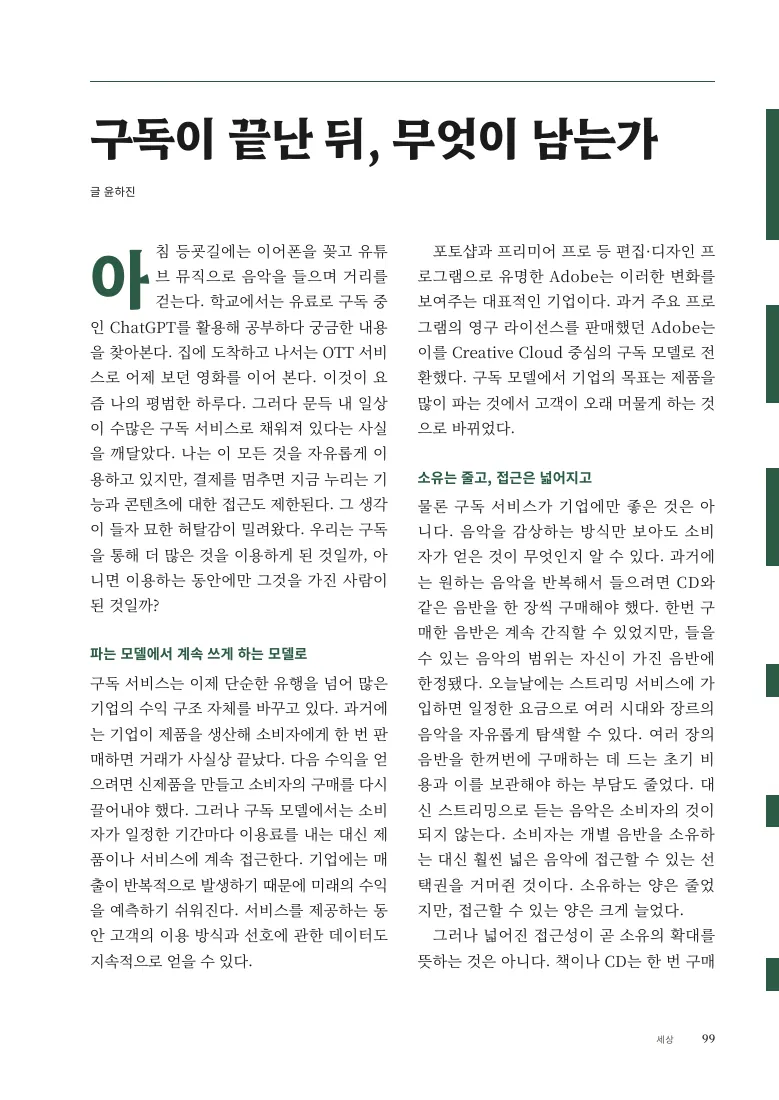 구독이 끝난 뒤, 무엇이 남는가
글 윤하진
아침 등굣길에는 이어폰을 꽂고 유튜
브 뮤직으로 음악을 들으며 거리를
걷는다. 학교에서는 유료로 구독 중
인 ChatGPT를 활용해 공부하다 궁금한 내용
을 찾아본다. 집에 도착하고 나서는 OTT 서비
스로 어제 보던 영화를 이어 본다. 이것이 요
즘 나의 평범한 하루다. 그러다 문득 내 일상
이 수많은 구독 서비스로 채워져 있다는 사실
을 깨달았다. 나는 이 모든 것을 자유롭게 이
용하고 있지만, 결제를 멈추면 지금 누리는 기
능과 콘텐츠에 대한 접근도 제한된다. 그 생각
이 들자 묘한 허탈감이 밀려왔다. 우리는 구독
을 통해 더 많은 것을 이용하게 된 것일까, 아
니면 이용하는 동안에만 그것을 가진 사람이
된 것일까?
파는 모델에서 계속 쓰게 하는 모델로
구독 서비스는 이제 단순한 유행을 넘어 많은
기업의 수익 구조 자체를 바꾸고 있다. 과거에
는 기업이 제품을 생산해 소비자에게 한 번 판
매하면 거래가 사실상 끝났다. 다음 수익을 얻
으려면 신제품을 만들고 소비자의 구매를 다시
끌어내야 했다. 그러나 구독 모델에서는 소비
자가 일정한 기간마다 이용료를 내는 대신 제
품이나 서비스에 계속 접근한다. 기업에는 매
출이 반복적으로 발생하기 때문에 미래의 수익
을 예측하기 쉬워진다. 서비스를 제공하는 동
안 고객의 이용 방식과 선호에 관한 데이터도
지속적으로 얻을 수 있다.
포토샵과 프리미어 프로 등 편집·디자인 프
로그램으로 유명한 Adobe는 이러한 변화를
보여주는 대표적인 기업이다. 과거 주요 프로
그램의 영구 라이선스를 판매했던 Adobe는
이를 Creative Cloud 중심의 구독 모델로 전
환했다. 구독 모델에서 기업의 목표는 제품을
많이 파는 것에서 고객이 오래 머물게 하는 것
으로 바뀌었다.
소유는 줄고, 접근은 넓어지고
물론 구독 서비스가 기업에만 좋은 것은 아
니다. 음악을 감상하는 방식만 보아도 소비
자가 얻은 것이 무엇인지 알 수 있다. 과거에
는 원하는 음악을 반복해서 들으려면 CD와
같은 음반을 한 장씩 구매해야 했다. 한번 구
매한 음반은 계속 간직할 수 있었지만, 들을
수 있는 음악의 범위는 자신이 가진 음반에
한정됐다. 오늘날에는 스트리밍 서비스에 가
입하면 일정한 요금으로 여러 시대와 장르의
음악을 자유롭게 탐색할 수 있다. 여러 장의
음반을 한꺼번에 구매하는 데 드는 초기 비
용과 이를 보관해야 하는 부담도 줄었다. 대
신 스트리밍으로 듣는 음악은 소비자의 것이
되지 않는다. 소비자는 개별 음반을 소유하
는 대신 훨씬 넓은 음악에 접근할 수 있는 선
택권을 거머쥔 것이다. 소유하는 양은 줄었
지만, 접근할 수 있는 양은 크게 늘었다.
그러나 넓어진 접근성이 곧 소유의 확대를
뜻하는 것은 아니다. 책이나 CD는 한 번 구매
세상 99